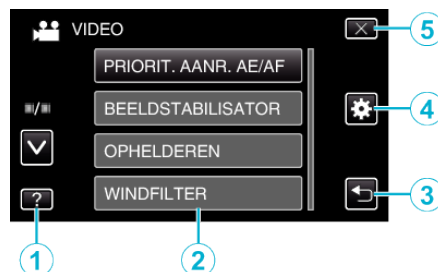 VIDEO
5
PRIORIT. AANR. AE/AF
BEELDSTABILISATOR
4
OPHELDEREN
?
WINDFILTER
3
1
2